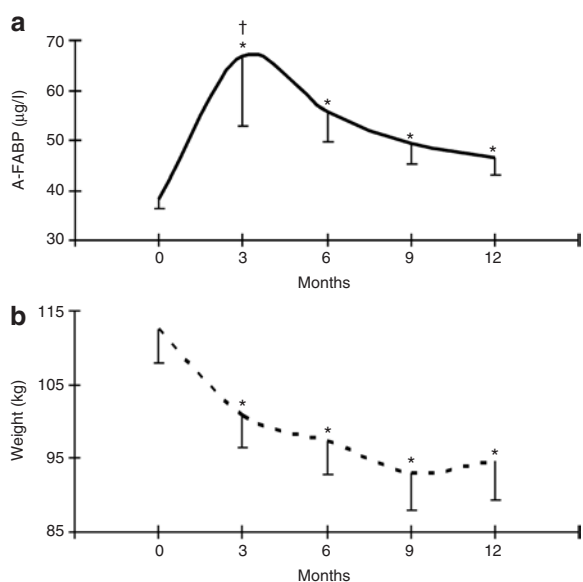 a
†
*
*
*
*
70
60
50
40
30
A-FABP (µg/l)
0 3 6 9 12
Months
b
115
105
95
85
Weight (kg)
*
*
*
*
0 3 6 9 12
Months